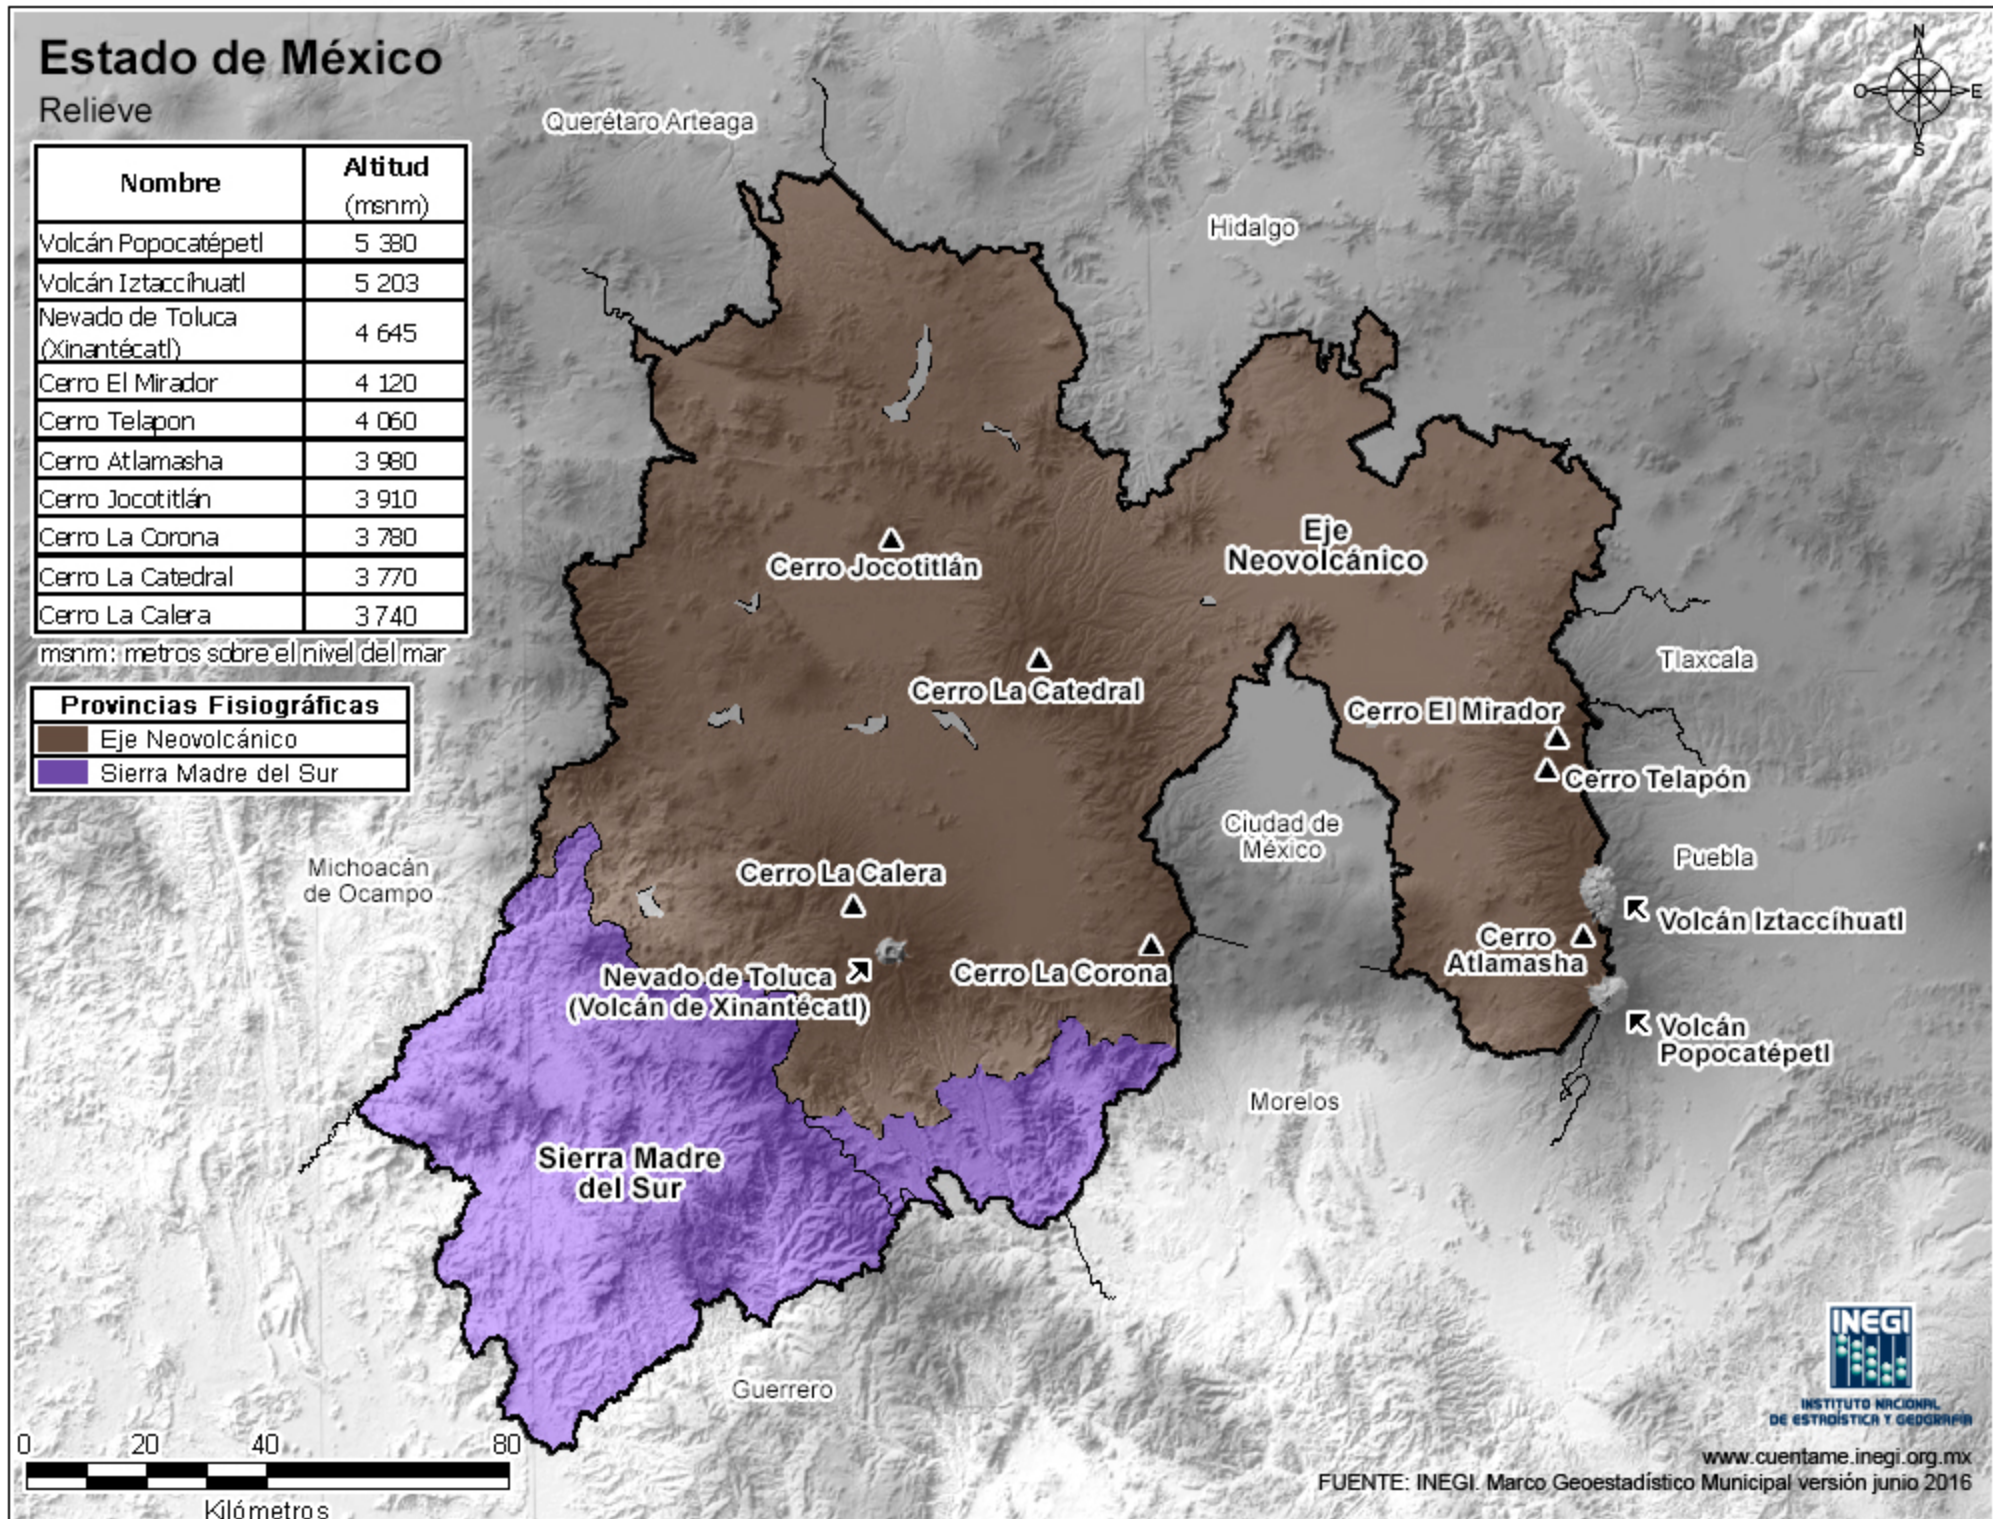 Estado de México
Relieve
Nombre Altitud
(msnm)
Volcán Popocatépetl 5 380
Volcán Iztaccíhuatl 5 203
Nevado de Toluca
(Xinantécatl) 4 645
Cerro El Mirador 4 120
Cerro Telapon 4 060
Cerro Atlamasha 3 980
Cerro Jocotitlán 3 910
Cerro La Corona 3 780
Cerro La Catedral 3 770
Cerro La Calera 3 740
msnm: metros sobre el nivel del mar
Provincias Fisiográficas
Eje Neovolcánico
Sierra Madre del Sur
N
O
E
S
Querétaro Arteaga
Hidalgo
Eje
Neovolcánico
Cerro Jocotitlán
Cerro La Catedral
Tlaxcala
Cerro El Mirador
Cerro Telapón
Ciudad de
México
Puebla
Michoacán
de Ocampo
Cerro La Calera
Volcán Iztaccíhuatl
Cerro
Atlamasha
Nevado de Toluca
(Volcán de Xinantécatl)
Cerro La Corona
Volcán
Popocatépetl
Morelos
Sierra Madre
del Sur
Guerrero
0 20 40 80
Kilómetros
INEGI
INSTITUTO NACIONAL
DE ESTADÍSTICA Y GEOGRAFÍA
www.cuentame.inegi.org.mx
FUENTE: INEGI. Marco Geoestadístico Municipal versión junio 2016